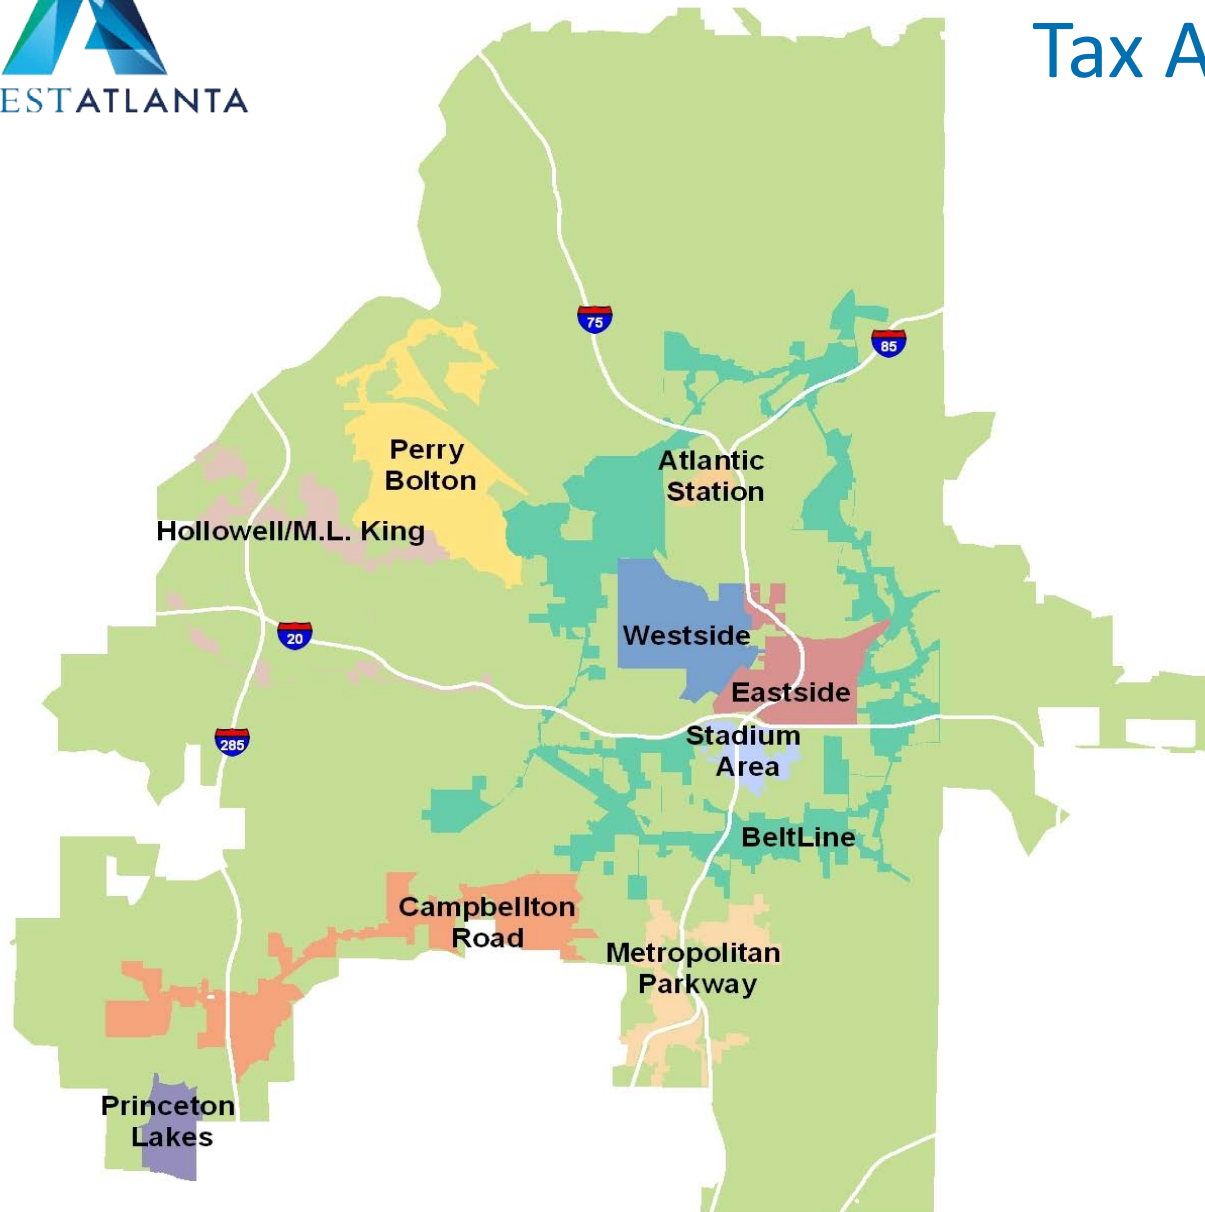 Tax A
ESTATLANTA
75
85
Perry
Bolton
Atlantic
Station
Hollowell/M.L. King
20
Westside
Eastside
285
Stadium
Area
BeltLine
Campbellton
Road
Metropolitan
Parkway
Princeton
Lakes